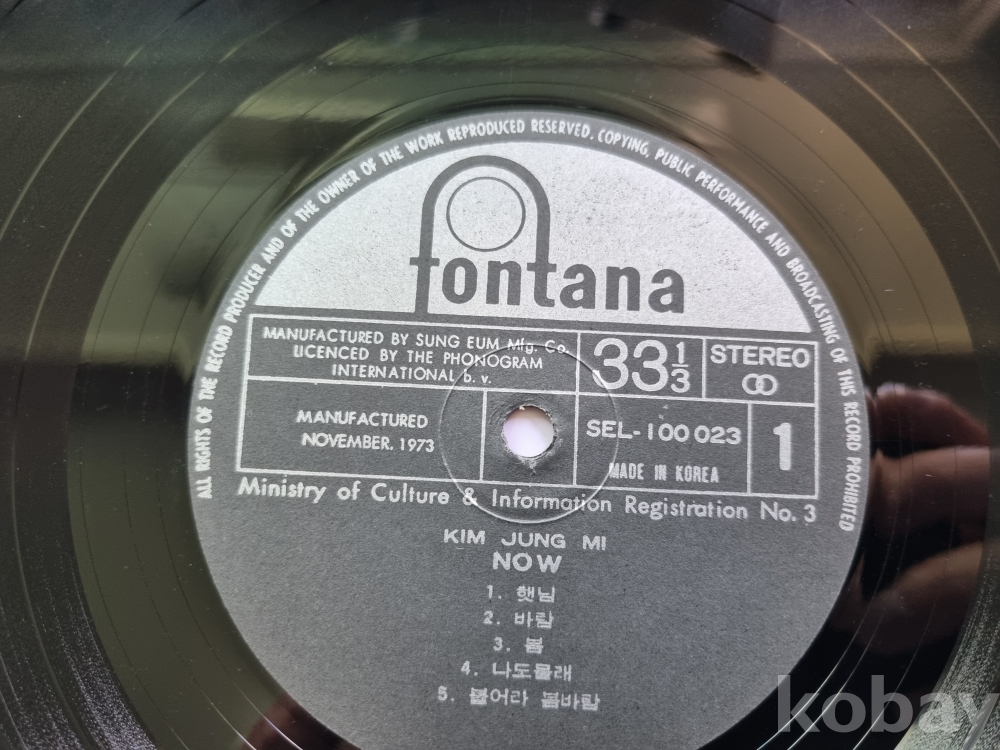 ALL RIGHTS OF THE RECORD PRODUCER AND OF THE OWNER OF THE WORK REPRODUCED RESERVED. COPYING, PUBLIC PERFORMANCE AND BROADCASTING OF THIS RECORD PROHIBITED
fontana
MANUFACTURED BY SUNG EUM Mfg. Co.
LICENCED BY THE PHONOGRAM
INTERNATIONAL b. v.
33 1/3
STEREO
MANUFACTURED
NOVEMBER. 1973
SEL-100 023
MADE IN KOREA
1
Ministry of Culture & Information Registration No. 3
KIM JUNG MI
NOW
1. 햇님
2. 바람
3. 봄
4. 나도몰래
5. 불어라 봄바람
kobay